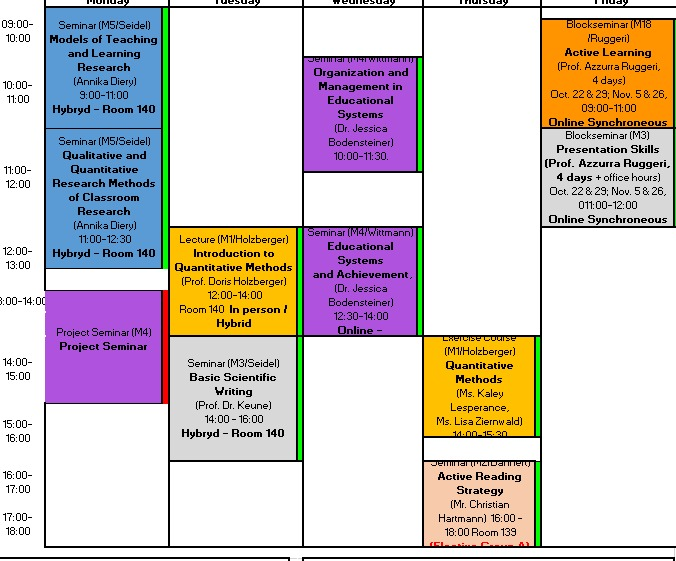 Monday
Tuesday
Wednesday
Thursday
Friday
09:00-
10:00
10:00-
11:00
11:00-
12:00
12:00-
13:00
3:00-14:00
14:00-
15:00
15:00-
16:00
16:00-
17:00
17:00-
18:00
Seminar (M5/Seidel)
Models of Teaching
and Learning
Research
(Annika Diery)
9:00-11:00
Hybryd – Room 140
Seminar (M5/Seidel)
Qualitative and
Quantitative
Research Methods
of Classroom
Research
(Annika Diery)
11:00-12:30
Hybryd – Room 140
Project Seminar (M4)
Project Seminar
Lecture (M1/Holzberger)
Introduction to
Quantitative Methods
(Prof. Doris Holzberger)
12:00-14:00
Room 140 In person /
Hybrid
Seminar (M3/Seidel)
Basic Scientific
Writing
(Prof. Dr. Keune)
14:00 - 16:00
Hybryd – Room 140
Seminar (M4/Wittmann)
Organization and
Management in
Educational
Systems
(Dr. Jessica
Bodensteiner)
10:00-11:30.
Seminar (M4/Wittmann)
Educational
Systems
and Achievement,
(Dr. Jessica
Bodensteiner)
12:30-14:00
Online –
Exercise Course
(M1/Holzberger)
Quantitative
Methods
(Ms. Kaley
Lesperance,
Ms. Lisa Ziernwald)
14:00-15:30
Seminar (M2/Bannert)
Active Reading
Strategy
(Mr. Christian
Hartmann) 16:00 -
18:00 Room 139
(Elective Group A)
Blockseminar (M18
/Ruggeri)
Active Learning
(Prof. Azzurra Ruggeri,
4 days)
Oct. 22 & 29; Nov. 5 & 26,
09:00-11:00
Online Synchroneous
Blockseminar (M3)
Presentation Skills
(Prof. Azzurra Ruggeri,
4 days + office hours)
Oct. 22 & 29; Nov. 5 & 26,
011:00-12:00
Online Synchroneous